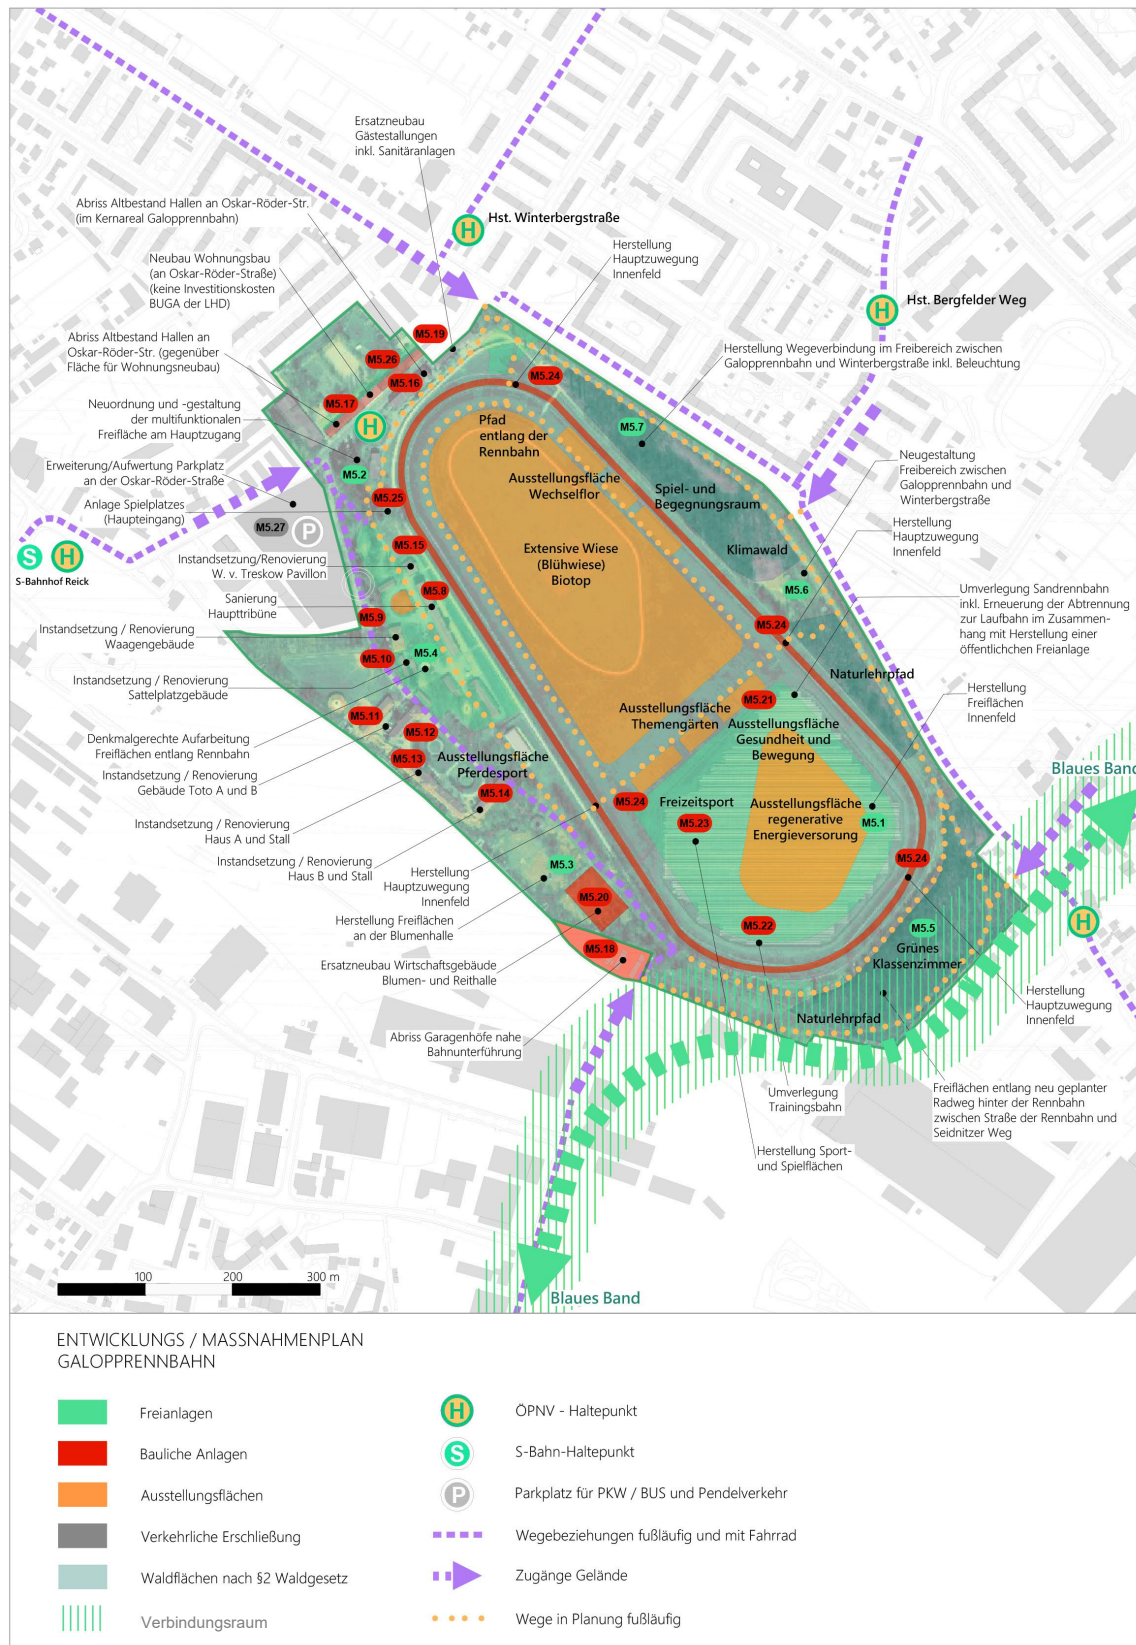 Ersatzneubau
Gästestallungen
inkl. Sanitäranlagen
Abriss Altbestand Hallen an Oskar-Röder-Str.
(im Kernareal Galopprennbahn)
Hst. Winterbergstraße
H
Herstellung
Hauptzuwegung
Innenfeld
Neubau Wohnungsbau
(an Oskar-Röder-Straße)
(keine Investitionskosten
BUGA der LHD)
Hst. Bergfelder Weg
H
Abriss Altbestand Hallen an
Oskar-Röder-Str. (gegenüber
Fläche für Wohnungsneubau)
Herstellung Wegeverbindung im Freibereich zwischen
Galopprennbahn und Winterbergstraße inkl. Beleuchtung
M5.19
M5.26
M5.16
M5.24
M5.17
H
Neuordnung und -gestaltung
der multifunktionalen
Freifläche am Hauptzugang
M5.2
Pfad
entlang der
Rennbahn
M5.7
Neugestaltung
Freibereich zwischen
Galopprennbahn und
Winterbergstraße
Erweiterung/Aufwertung Parkplatz
an der Oskar-Röder-Straße
Ausstellungsfläche
Wechselflor
Spiel- und
Begegnungsraum
Anlage Spielplatzes
(Haupteingang)
M5.25
M5.27
P
Herstellung
Hauptzuwegung
Innenfeld
S
H
S-Bahnhof Reick
M5.15
Extensive Wiese
(Blühwiese)
Biotop
Klimawald
Instandsetzung/Renovierung
W. v. Treskow Pavillon
M5.8
M5.6
Umverlegung Sandrennbahn
inkl. Erneuerung der Abtrennung
zur Laufbahn im Zusammen-
hang mit Herstellung einer
öffentlichchen Freianlage
Sanierung
Haupttribüne
M5.9
M5.24
Instandsetzung / Renovierung
Waagengebäude
M5.4
M5.10
Naturlehrpfad
Instandsetzung / Renovierung
Sattelplatzgebäude
M5.21
Herstellung
Freiflächen
Innenfeld
M5.11
Ausstellungsfläche
Themengärten
Ausstellungsfläche
Gesundheit und
Bewegung
M5.12
Denkmalgerechte Aufarbeitung
Freiflächen entlang Rennbahn
M5.13
Ausstellungsfläche
Pferdesport
Blaues Band
Instandsetzung / Renovierung
Gebäude Toto A und B
M5.14
M5.24
Freizeitsport
M5.23
Ausstellungsfläche
regenerative
Energieversorung
M5.1
Instandsetzung / Renovierung
Haus A und Stall
Instandsetzung / Renovierung
Haus B und Stall
M5.3
M5.24
Herstellung
Hauptzuwegung
Innenfeld
M5.20
M5.22
M5.5
H
Herstellung Freiflächen
an der Blumenhalle
M5.18
Grünes
Klassenzimmer
Ersatzneubau Wirtschaftsgebäude
Blumen- und Reithalle
Herstellung
Hauptzuwegung
Innenfeld
Naturlehrpfad
Abriss Garagenhöfe nahe
Bahnunterführung
Umverlegung
Trainingsbahn
Freiflächen entlang neu geplanter
Radweg hinter der Rennbahn
zwischen Straße der Rennbahn und
Seidnitzer Weg
Herstellung Sport-
und Spielflächen
100 200 300 m
Blaues Band
ENTWICKLUNGS / MASSNAHMENPLAN
GALOPPRENNBAHN
Freianlagen
Bauliche Anlagen
Ausstellungsflächen
Verkehrliche Erschließung
Waldflächen nach §2 Waldgesetz
Verbindungsraum
H ÖPNV - Haltepunkt
S S-Bahn-Haltepunkt
P Parkplatz für PKW / BUS und Pendelverkehr
Wegebeziehungen fußläufig und mit Fahrrad
Zugänge Gelände
Wege in Planung fußläufig